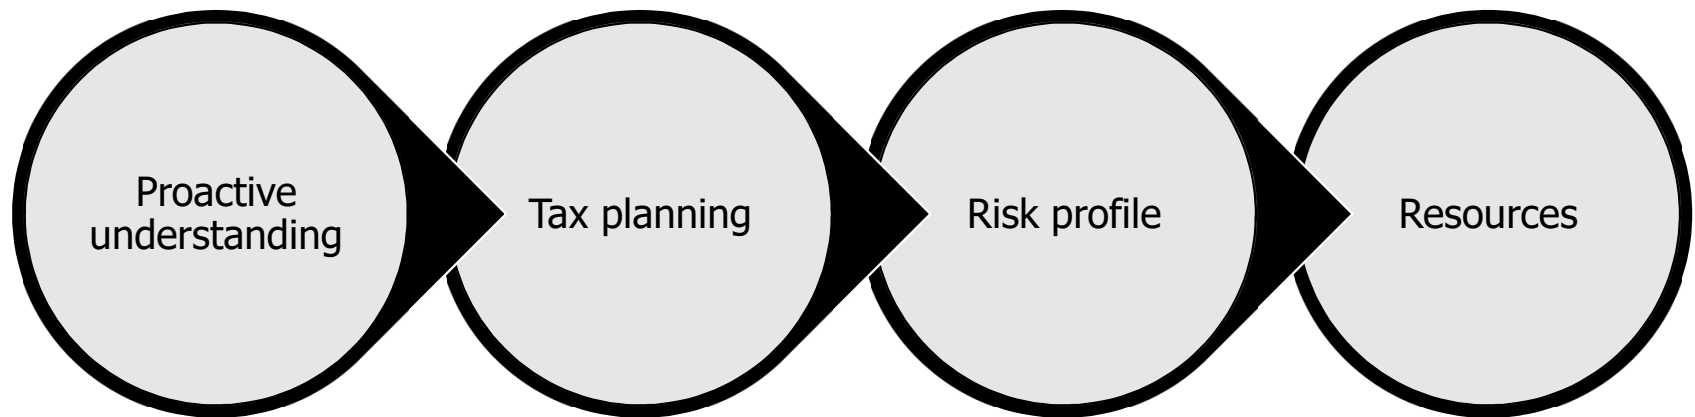 Proactive
understanding
Tax planning
Risk profile
Resources